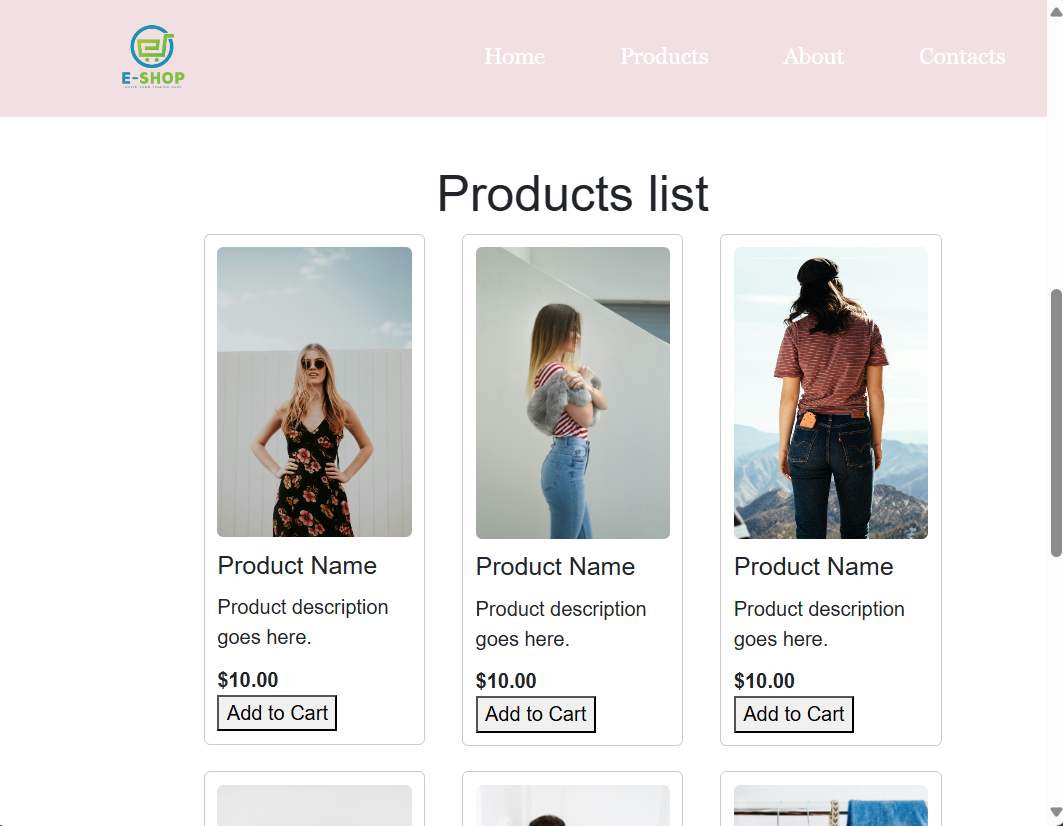 E-SHOP
Home Products About Contacts
Products list
Product Name
Product description
goes here.
$10.00
Add to Cart
Product Name
Product description
goes here.
$10.00
Add to Cart
Product Name
Product description
goes here.
$10.00
Add to Cart